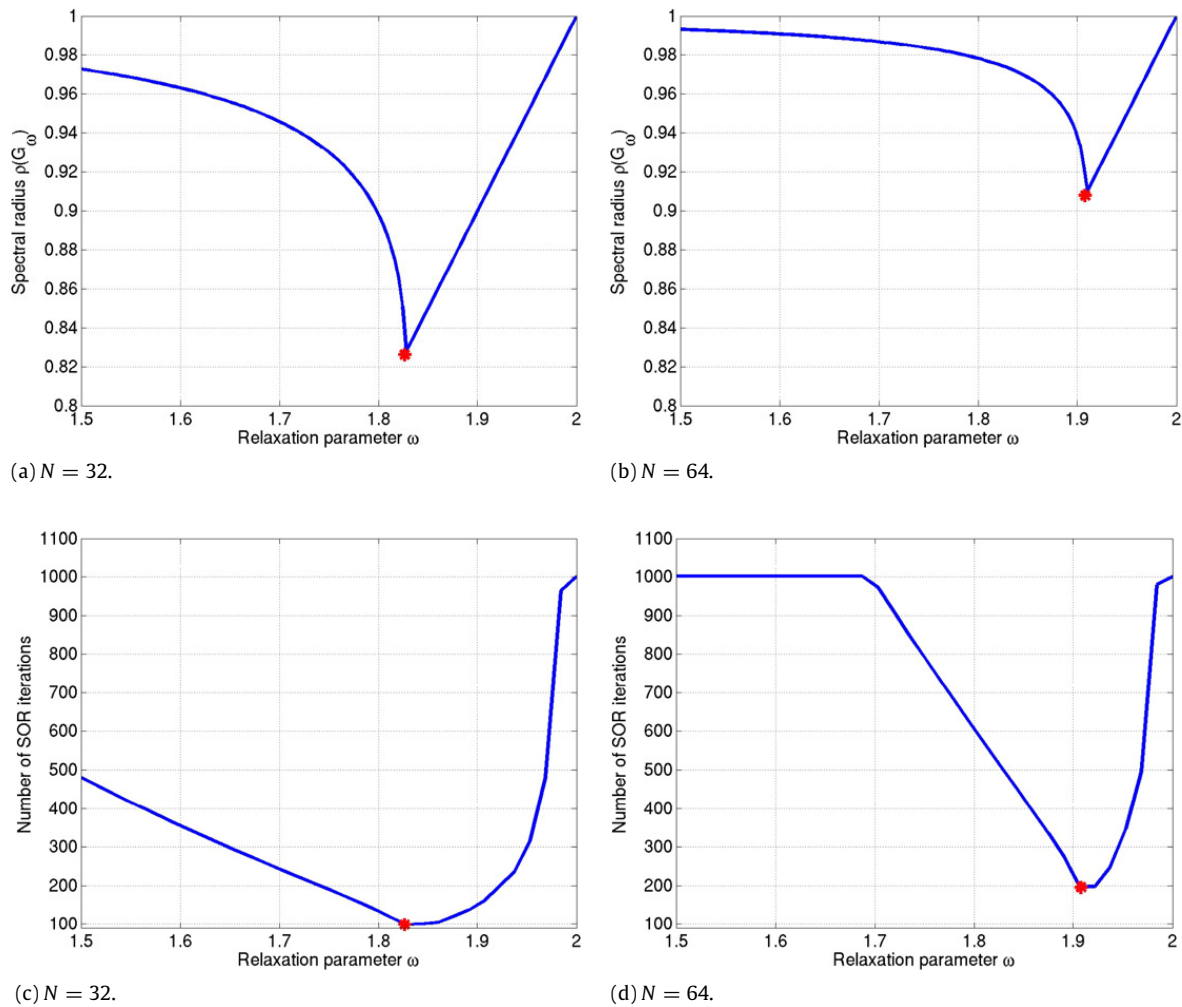 1
0.98
0.96
0.94
0.92
0.9
0.88
0.86
0.84
0.82
0.8
Spectral radius ρ(G_ω)
1.5 1.6 1.7 1.8 1.9 2
Relaxation parameter ω
(a) N = 32.
1
0.98
0.96
0.94
0.92
0.9
0.88
0.86
0.84
0.82
0.8
Spectral radius ρ(G_ω)
1.5 1.6 1.7 1.8 1.9 2
Relaxation parameter ω
(b) N = 64.
1100
1000
900
800
700
600
500
400
300
200
100
Number of SOR iterations
1.5 1.6 1.7 1.8 1.9 2
Relaxation parameter ω
(c) N = 32.
1100
1000
900
800
700
600
500
400
300
200
100
Number of SOR iterations
1.5 1.6 1.7 1.8 1.9 2
Relaxation parameter ω
(d) N = 64.